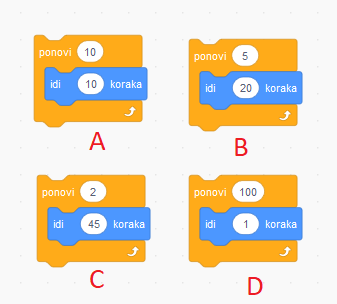 ponovi 10
idi 10 koraka
A
ponovi 5
idi 20 koraka
B
ponovi 2
idi 45 koraka
C
ponovi 100
idi 1 koraka
D